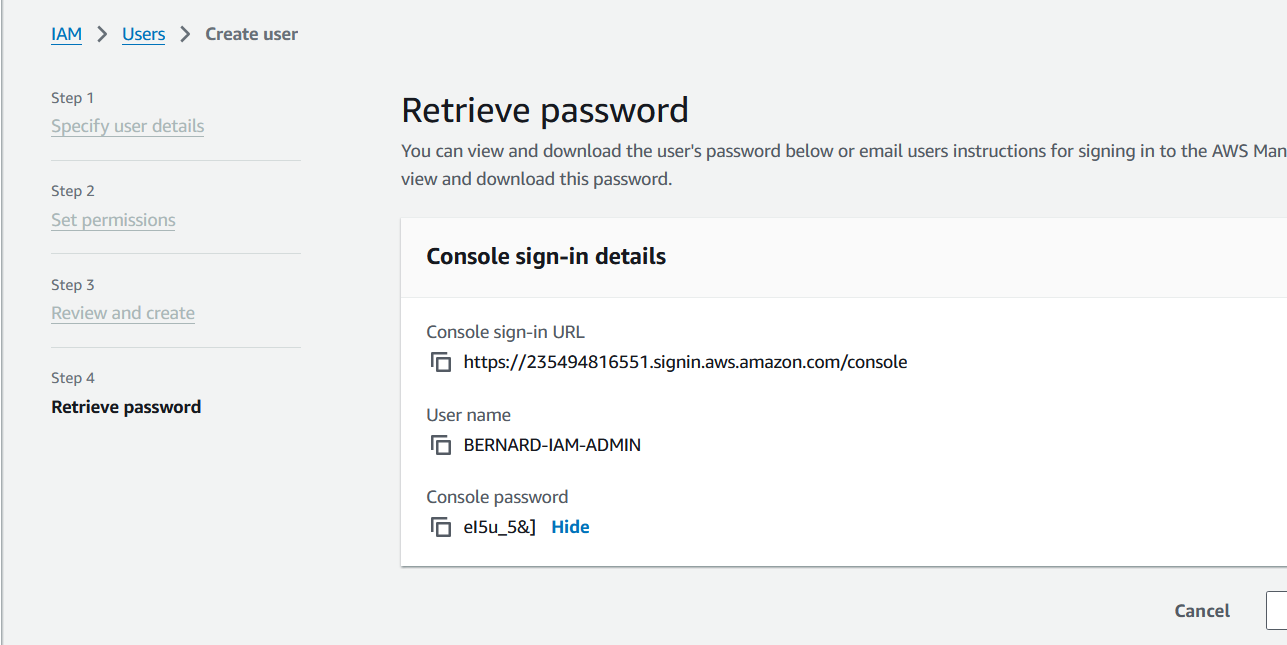 IAM > Users > Create user
Step 1
Specify user details
Step 2
Set permissions
Step 3
Review and create
Step 4
Retrieve password
Retrieve password
You can view and download the user's password below or email users instructions for signing in to the AWS Man
view and download this password.
Console sign-in details
Console sign-in URL
https://235494816551.signin.aws.amazon.com/console
User name
BERNARD-IAM-ADMIN
Console password
eI5u_5&] Hide
Cancel